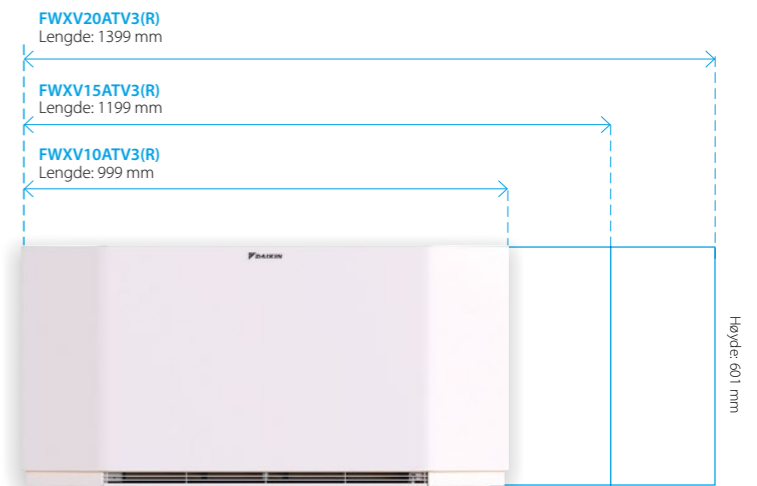 FWXV20ATV3(R)
Lengde: 1399 mm
FWXV15ATV3(R)
Lengde: 1199 mm
FWXV10ATV3(R)
Lengde: 999 mm
DAIKIN
Høyde: 601 mm